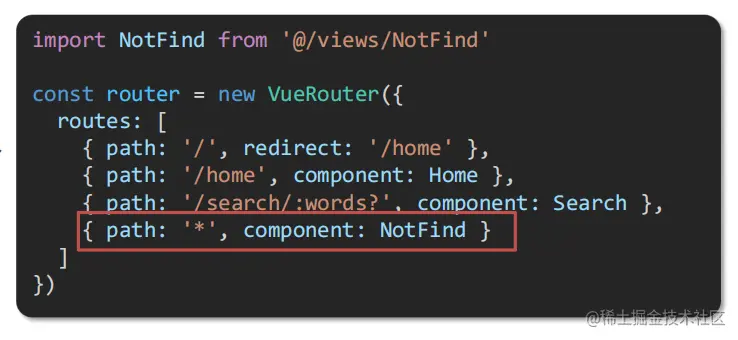 import NotFind from '@/views/NotFind'
const router = new VueRouter({
  routes: [
    { path: '/', redirect: '/home' },
    { path: '/home', component: Home },
    { path: '/search/:words?', component: Search },
    { path: '*', component: NotFind }
  ]
})
@稀土掘金技术社区